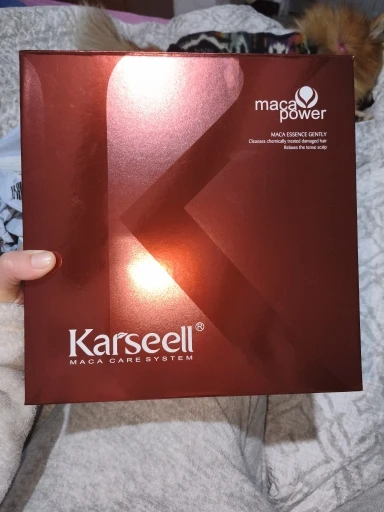 maca
power
MACA ESSENCE GENTLY
Cleanses chemically treated damaged hair
Relaxes the tense scalp
Karseell®
MACA CARE SYSTEM